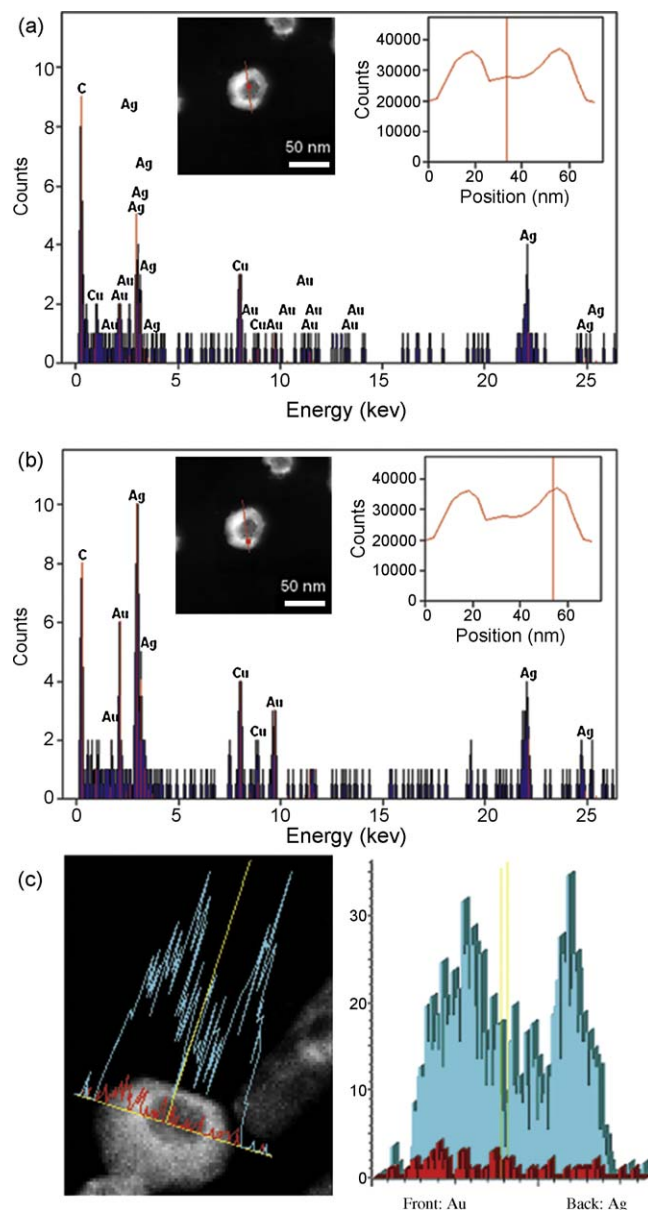 (a)
10
8
6
4
2
0
Counts
C
Ag
Ag
Ag
Ag
Ag
Cu
Au
Au
Au
Ag
Cu
Au
Cu
Au
Au
Au
Au
Au
Au
Au
Ag
Ag
Ag
0 5 10 15 20 25
Energy (kev)
50 nm
40000
30000
20000
10000
0
Counts
0 20 40 60
Position (nm)
(b)
10
8
6
4
2
0
Counts
C
Au
Au
Ag
Ag
Cu
Cu
Au
Ag
Ag
0 5 10 15 20 25
Energy (kev)
50 nm
40000
30000
20000
10000
0
Counts
0 20 40 60
Position (nm)
(c)
30
20
10
0
Front: Au Back: Ag